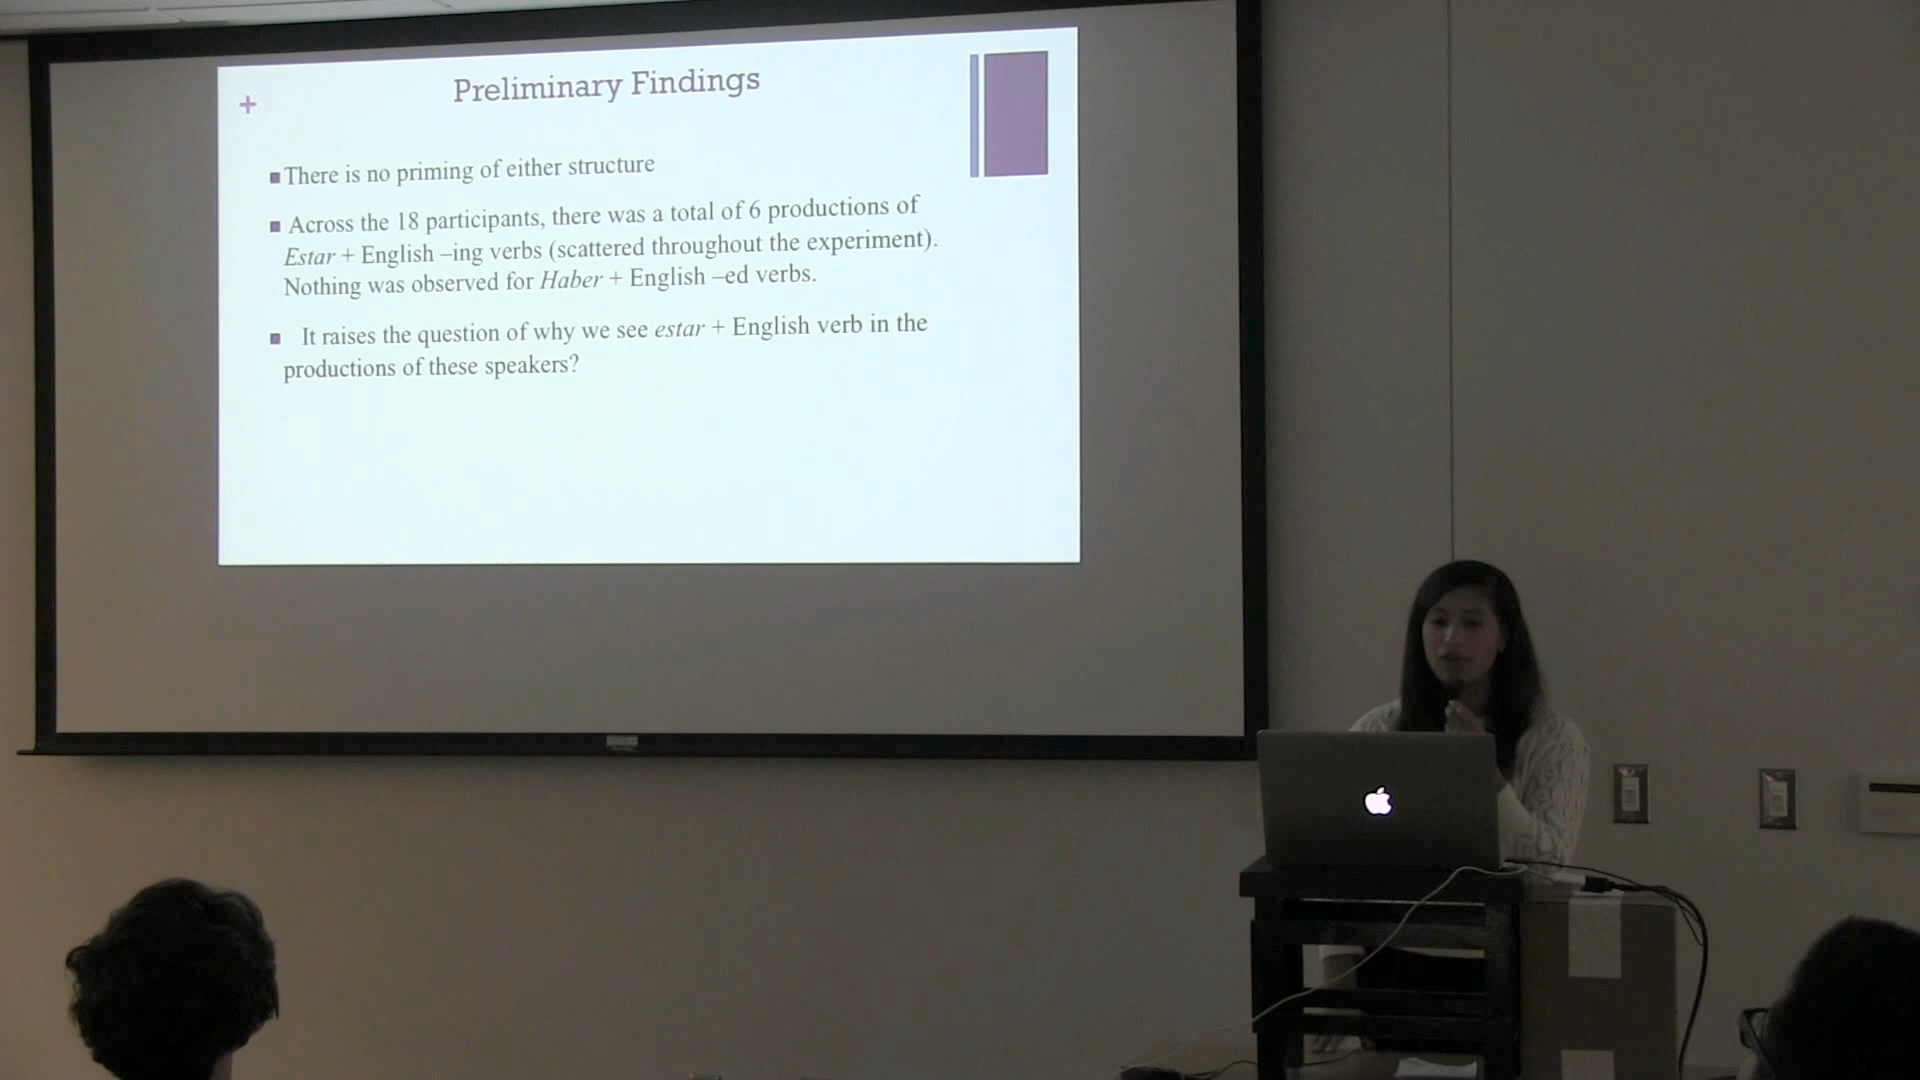 +
Preliminary Findings
■There is no priming of either structure
■ Across the 18 participants, there was a total of 6 productions of
Estar + English –ing verbs (scattered throughout the experiment).
Nothing was observed for Haber + English –ed verbs.
■ It raises the question of why we see estar + English verb in the
productions of these speakers?